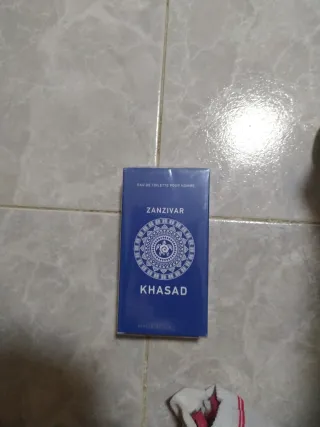 EAU DE TOILETTE POUR HOMME
ZANZIVAR
KHASAD